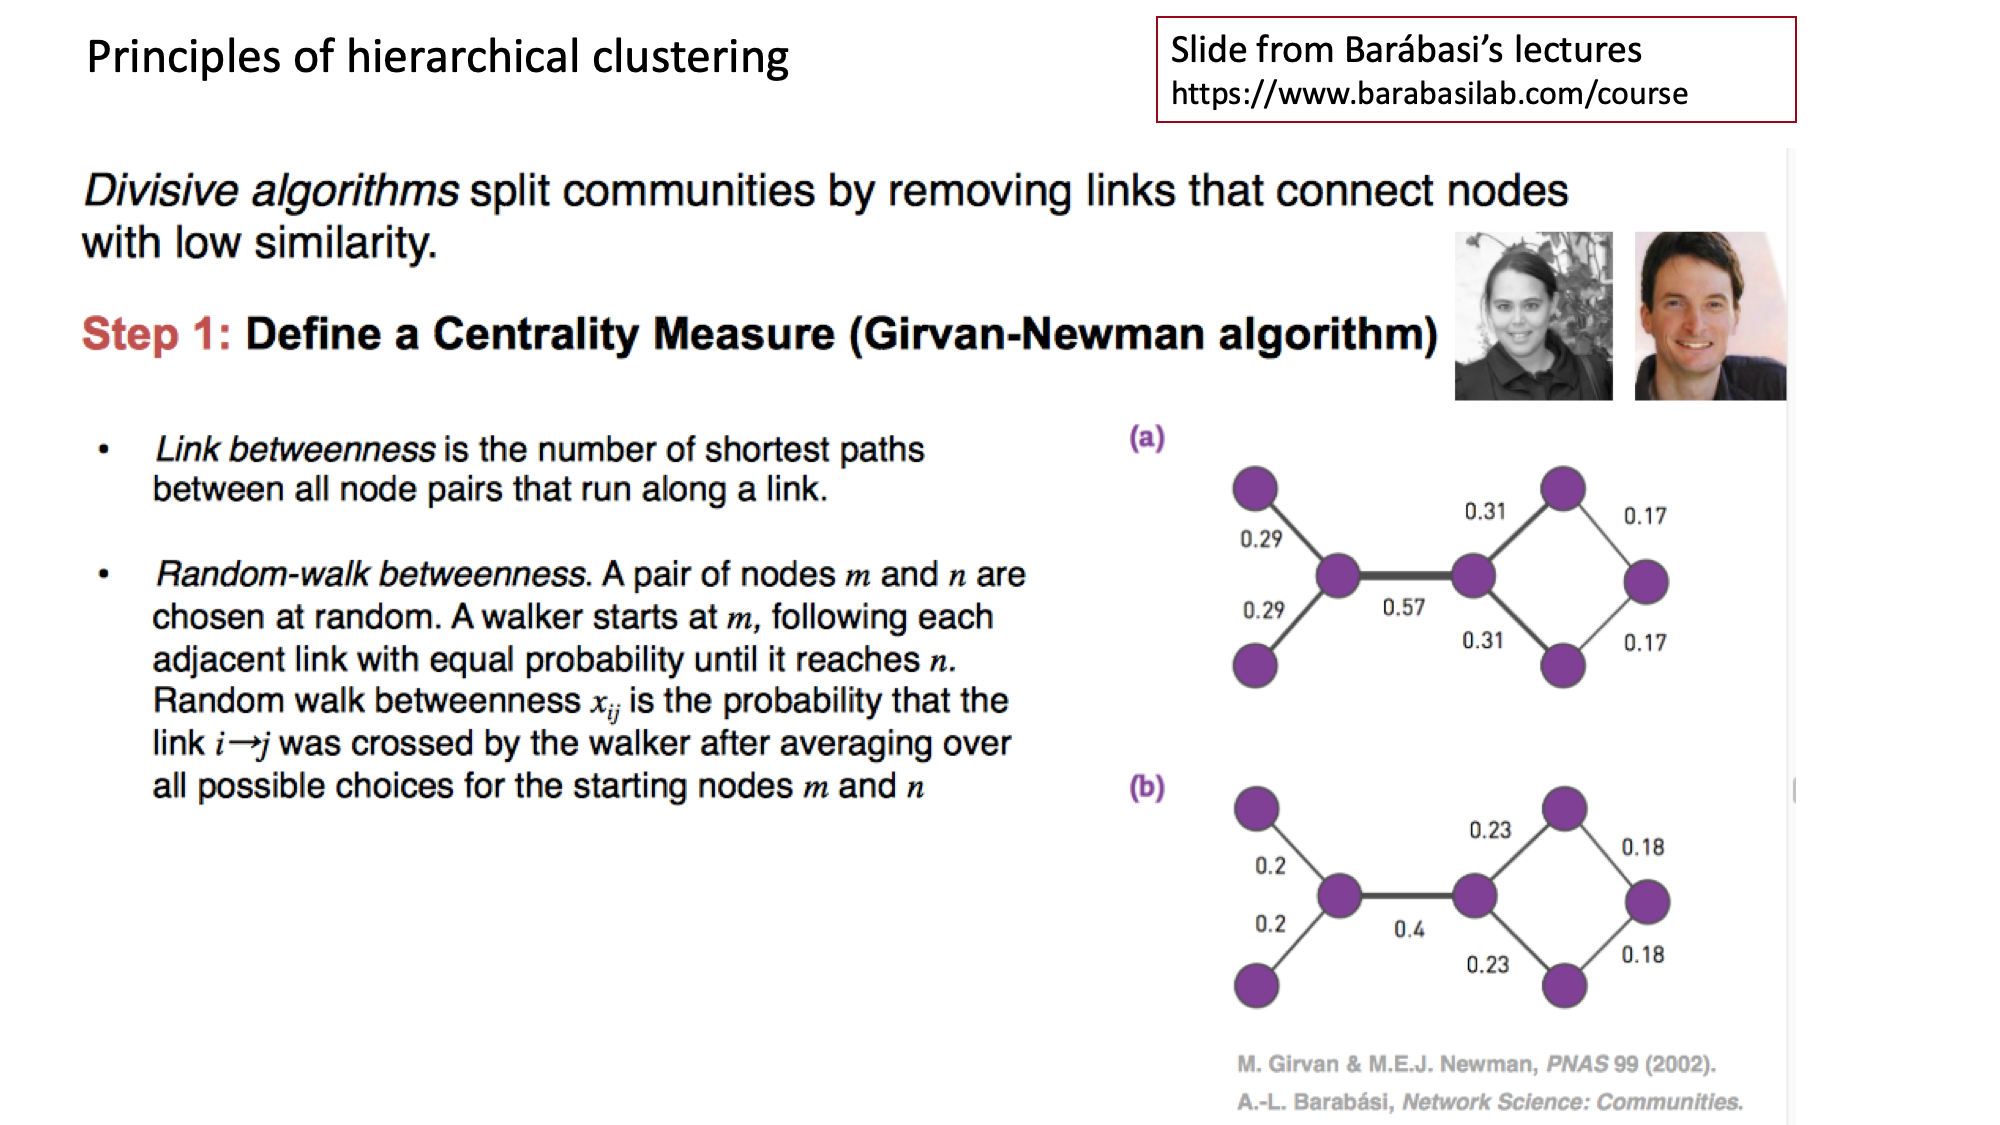 Principles of hierarchical clustering
Slide from Barábasi’s lectures
https://www.barabasilab.com/course
Divisive algorithms split communities by removing links that connect nodes
with low similarity.
Step 1: Define a Centrality Measure (Girvan-Newman algorithm)
• Link betweenness is the number of shortest paths
between all node pairs that run along a link.
• Random-walk betweenness. A pair of nodes m and n are
chosen at random. A walker starts at m, following each
adjacent link with equal probability until it reaches n.
Random walk betweenness xij is the probability that the
link i→j was crossed by the walker after averaging over
all possible choices for the starting nodes m and n
(a)
0.31
0.17
0.29
0.29
0.57
0.31
0.17
(b)
0.23
0.18
0.2
0.2
0.4
0.23
0.18
M. Girvan & M.E.J. Newman, PNAS 99 (2002).
A.-L. Barabási, Network Science: Communities.